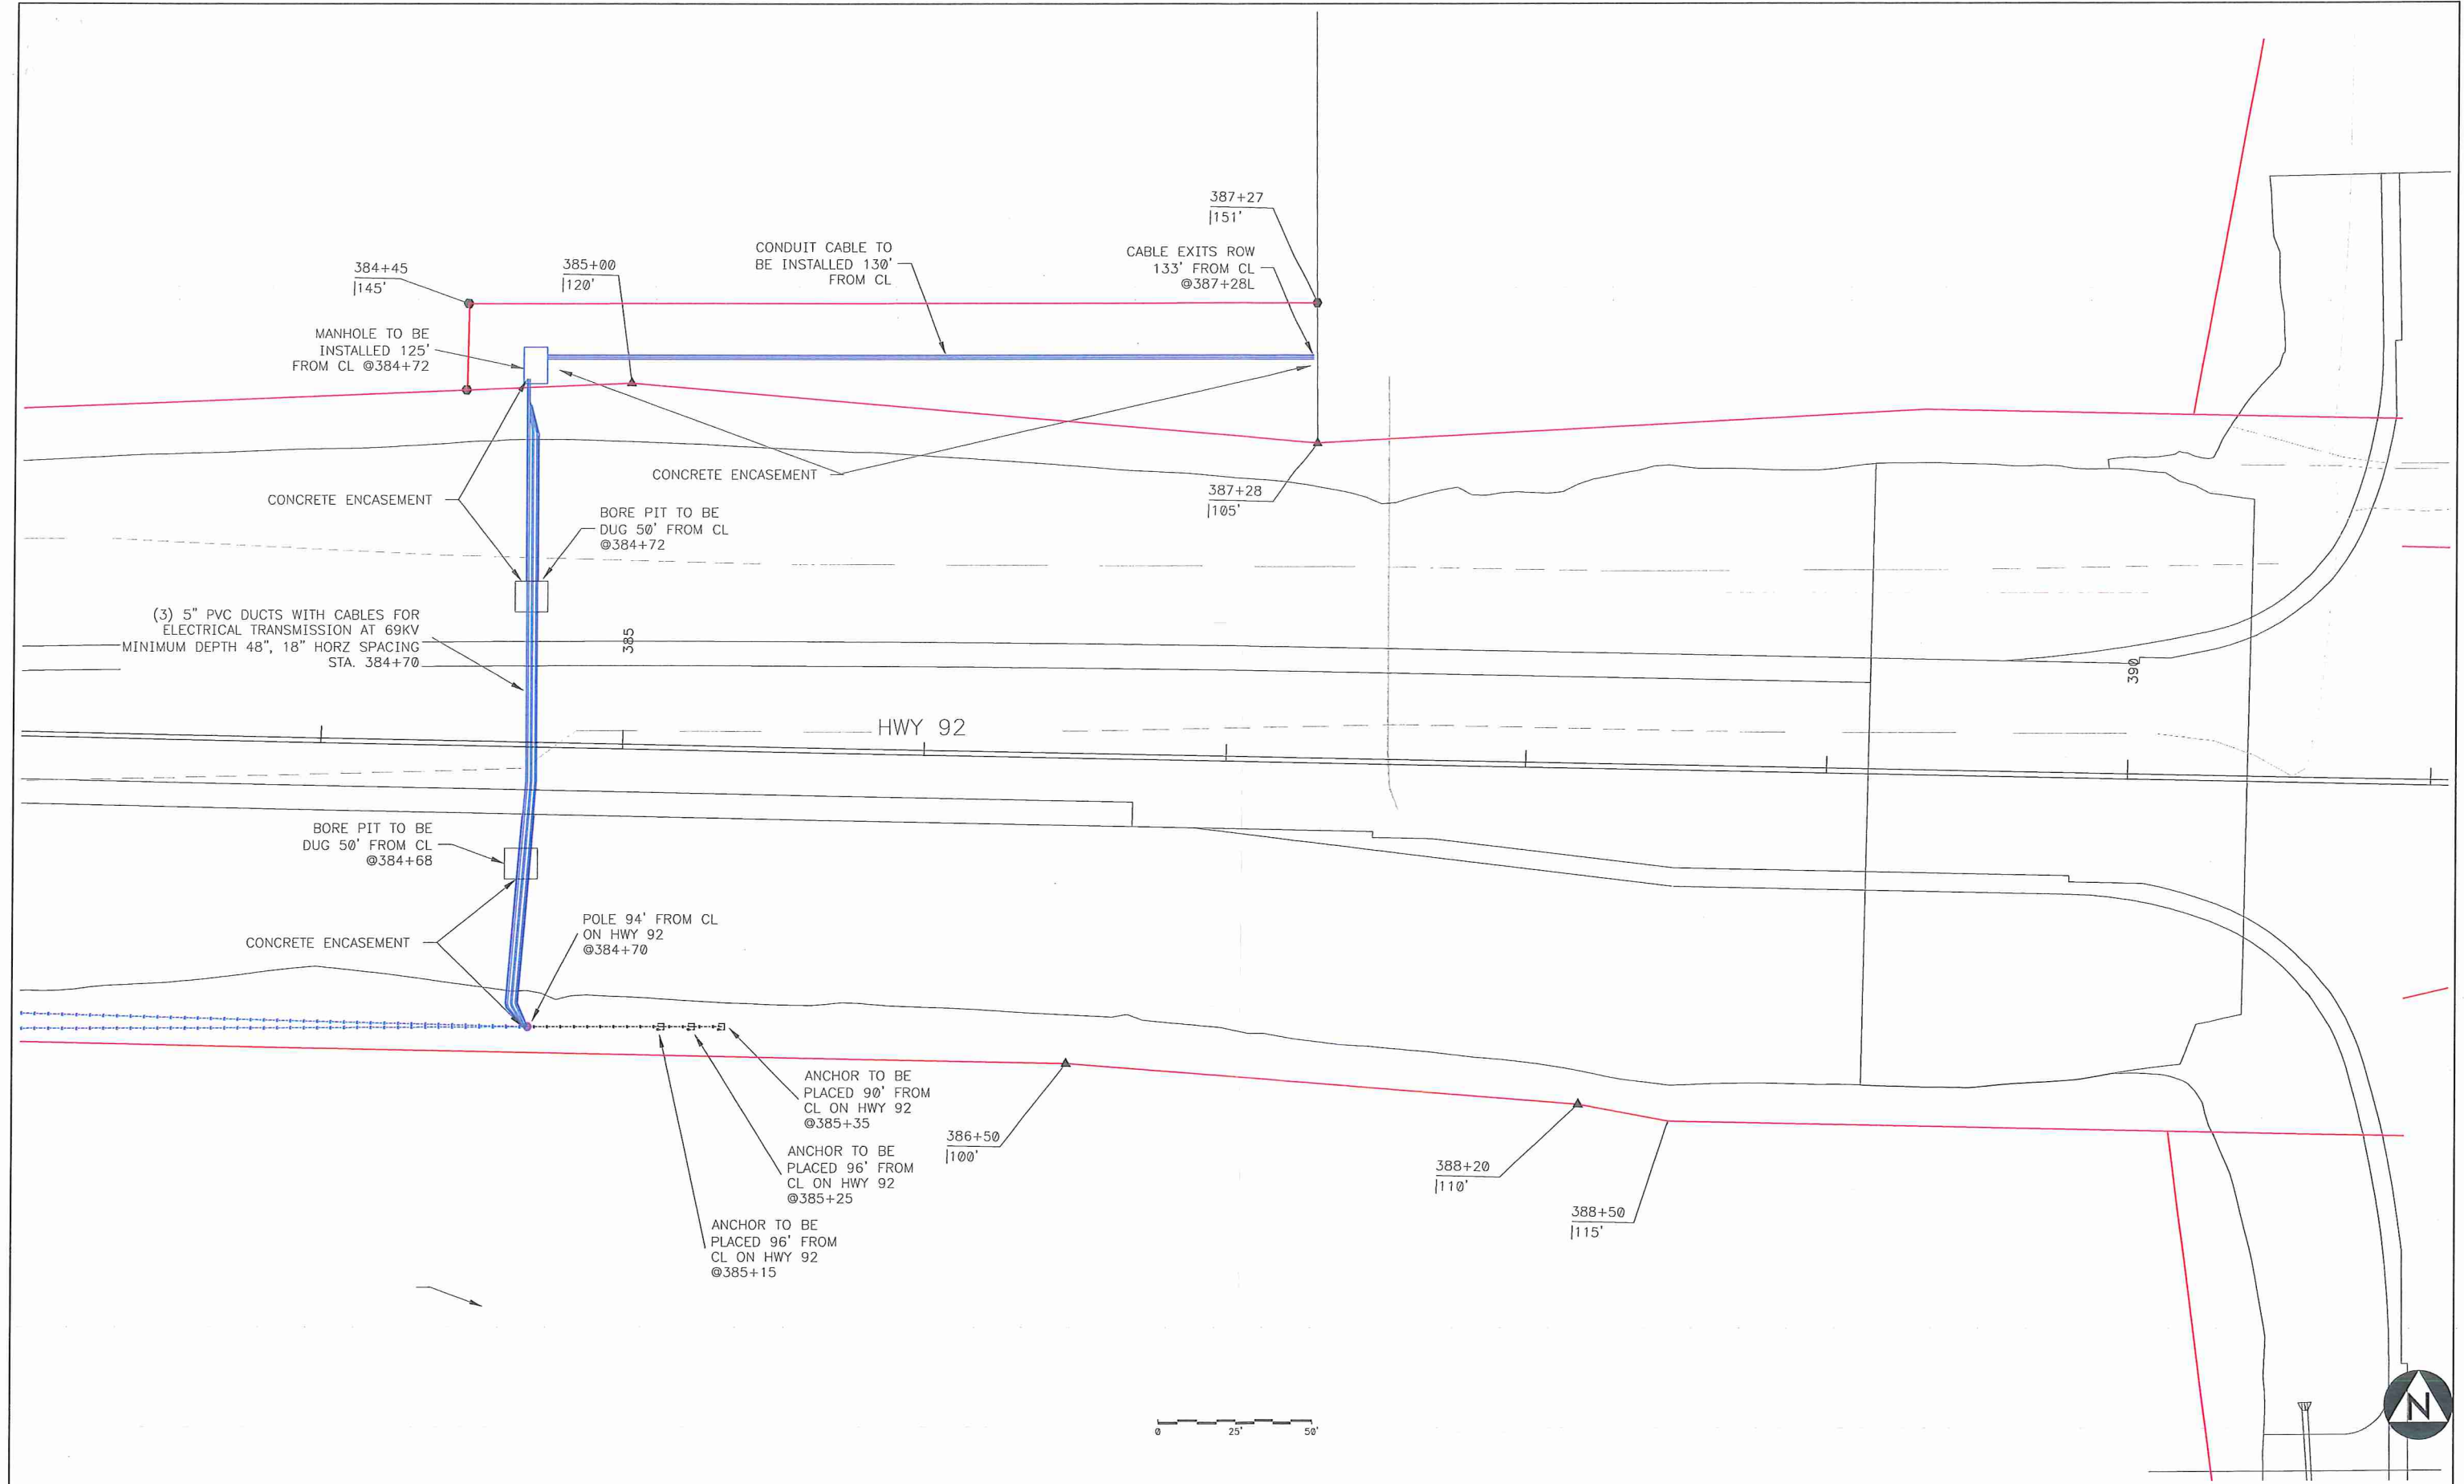 387+27
151'
CONDUIT CABLE TO
BE INSTALLED 130'
FROM CL
CABLE EXITS ROW
133' FROM CL
@387+28L
384+45
145'
385+00
120'
MANHOLE TO BE
INSTALLED 125'
FROM CL @384+72
CONCRETE ENCASEMENT
CONCRETE ENCASEMENT
387+28
105'
BORE PIT TO BE
DUG 50' FROM CL
@384+72
(3) 5" PVC DUCTS WITH CABLES FOR
ELECTRICAL TRANSMISSION AT 69KV
MINIMUM DEPTH 48", 18" HORZ SPACING
STA. 384+70
385
390
HWY 92
BORE PIT TO BE
DUG 50' FROM CL
@384+68
POLE 94' FROM CL
ON HWY 92
@384+70
CONCRETE ENCASEMENT
ANCHOR TO BE
PLACED 90' FROM
CL ON HWY 92
@385+35
386+50
100'
ANCHOR TO BE
PLACED 96' FROM
CL ON HWY 92
@385+25
388+20
110'
388+50
115'
ANCHOR TO BE
PLACED 96' FROM
CL ON HWY 92
@385+15
N
0 25' 50'